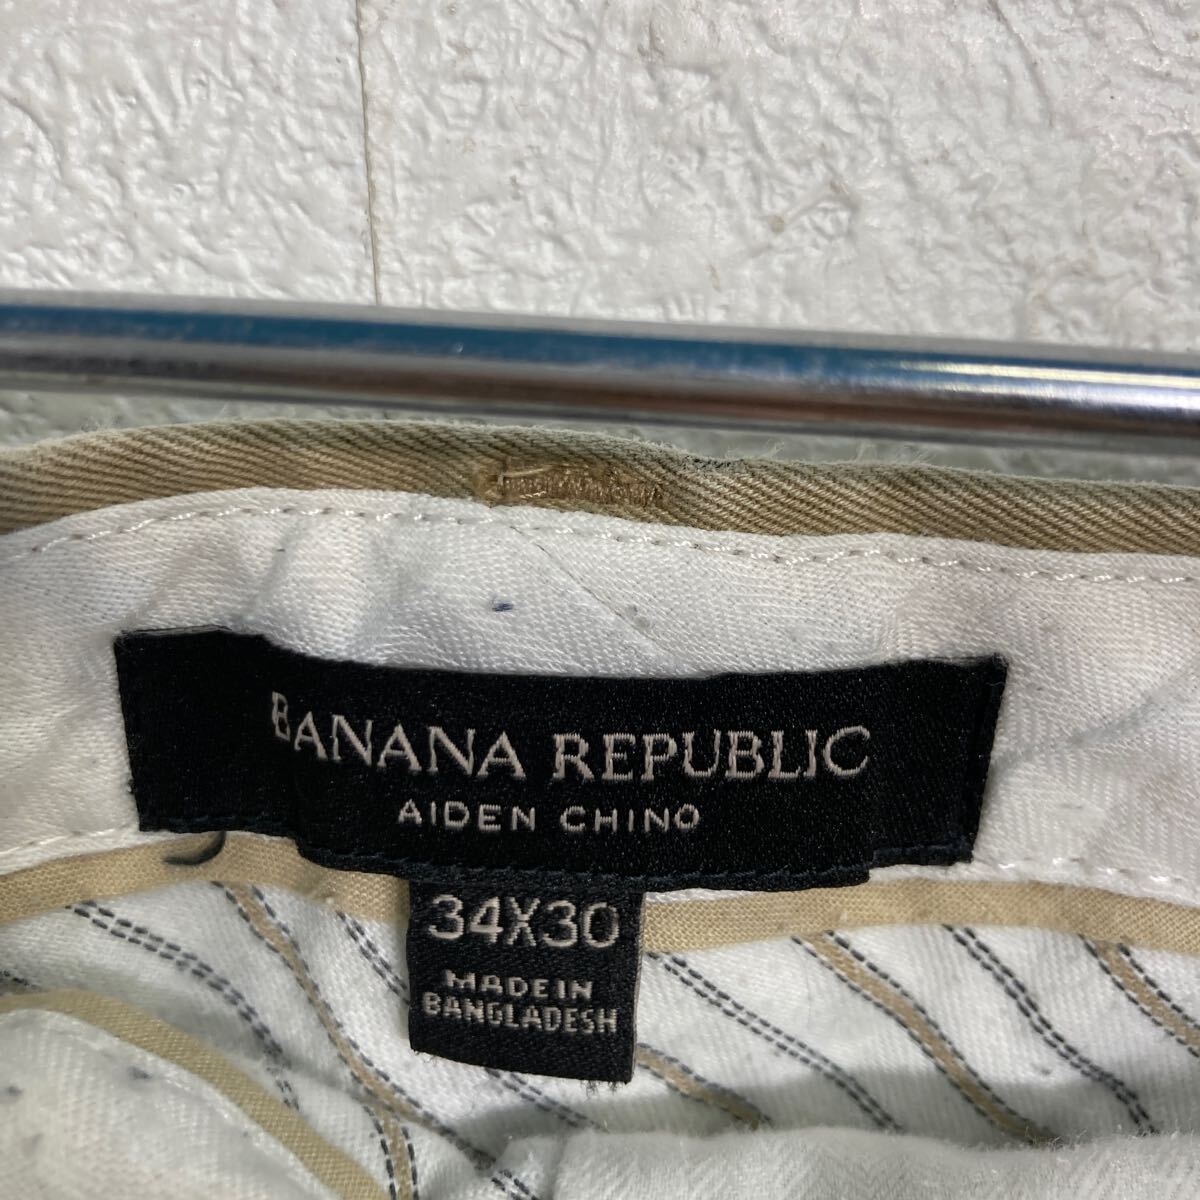 BANANA REPUBLIC
AIDEN CHINO
34X30
MADE IN
BANGLADESH